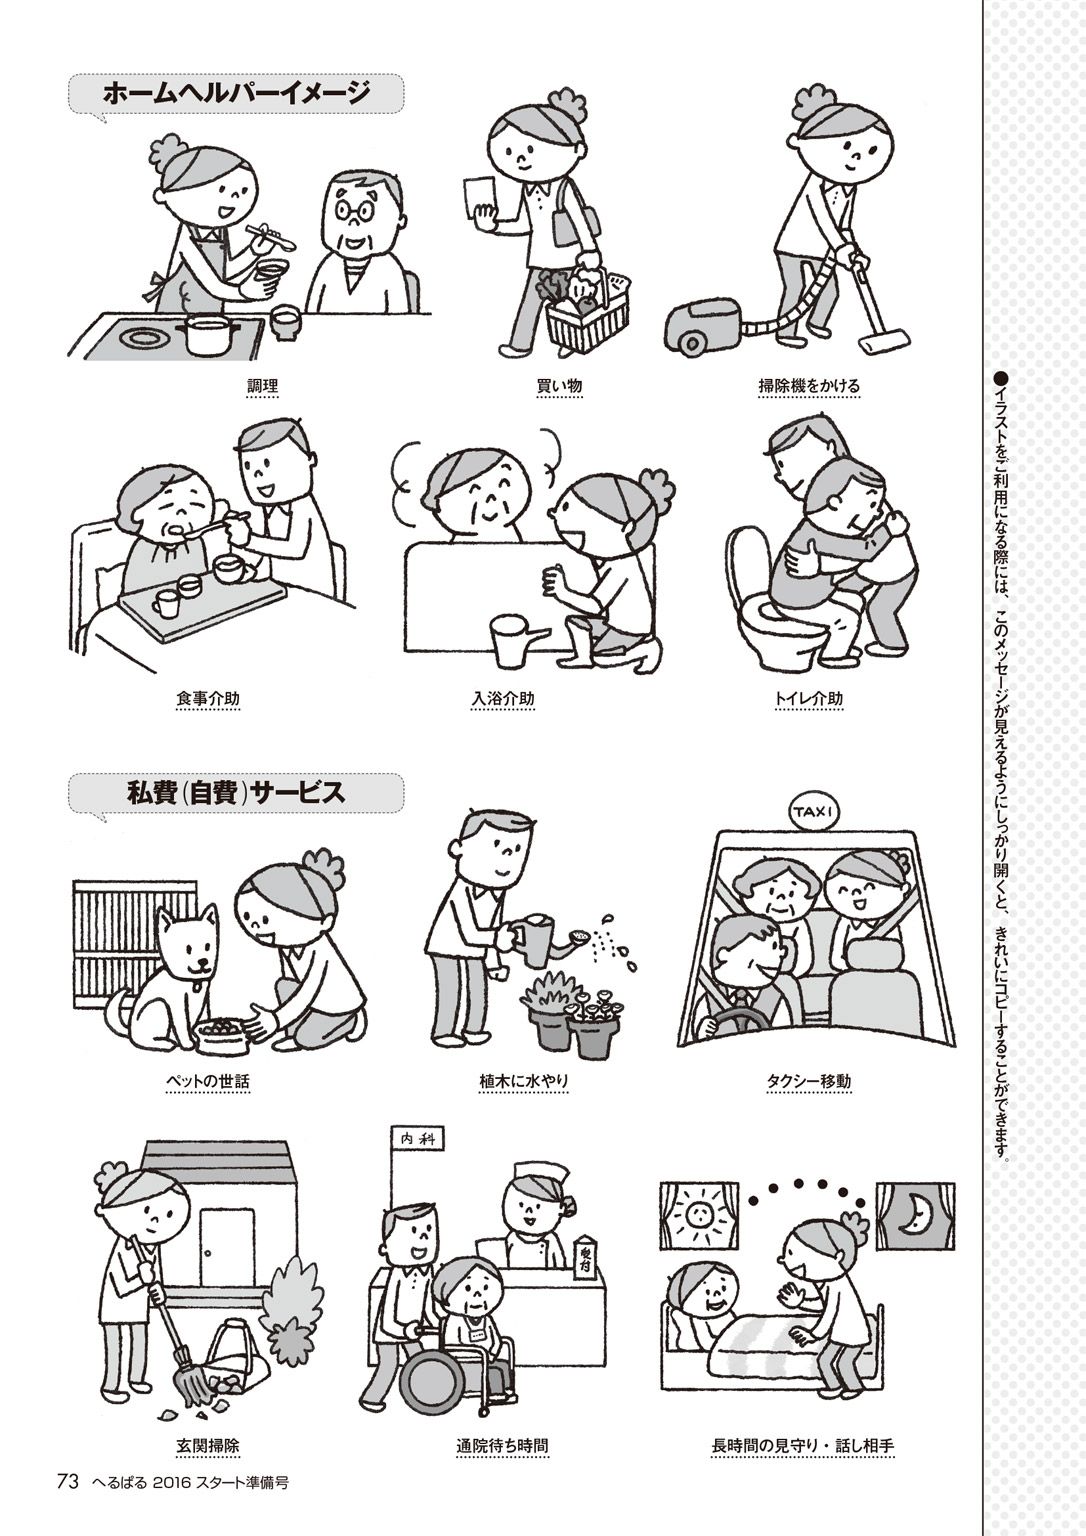 ホームヘルパーイメージ
調理
買い物
掃除機をかける
食事介助
入浴介助
トイレ介助
私費(自費)サービス
TAXI
ペットの世話
植木に水やり
タクシー移動
内科
受付
玄関掃除
通院待ち時間
長時間の見守り・話し相手
●イラストをご利用になる際には、このメッセージが見えるようにしっかり開くと、きれいにコピーすることができます。
73 へるぱる 2016 スタート準備号